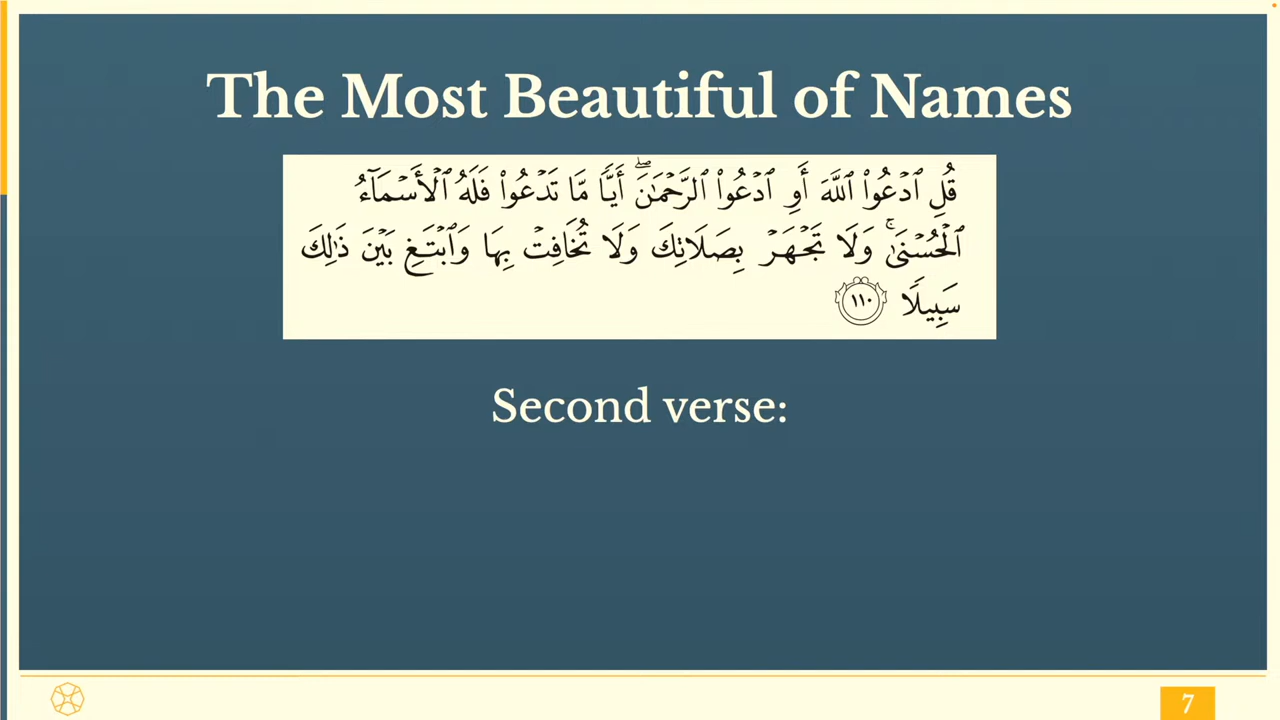 The Most Beautiful of Names
قُلِ ٱدۡعُواْ ٱللَّهَ أَوِ ٱدۡعُواْ ٱلرَّحۡمَٰنَۖ أَيّٗا مَّا تَدۡعُواْ فَلَهُ ٱلۡأَسۡمَآءُ
ٱلۡحُسۡنَىٰۚ وَلَا تَجۡهَرۡ بِصَلَاتِكَ وَلَا تُخَافِتۡ بِهَا وَٱبۡتَغِ بَيۡنَ ذَٰلِكَ
سَبِيلٗا ١١٠
Second verse:
7